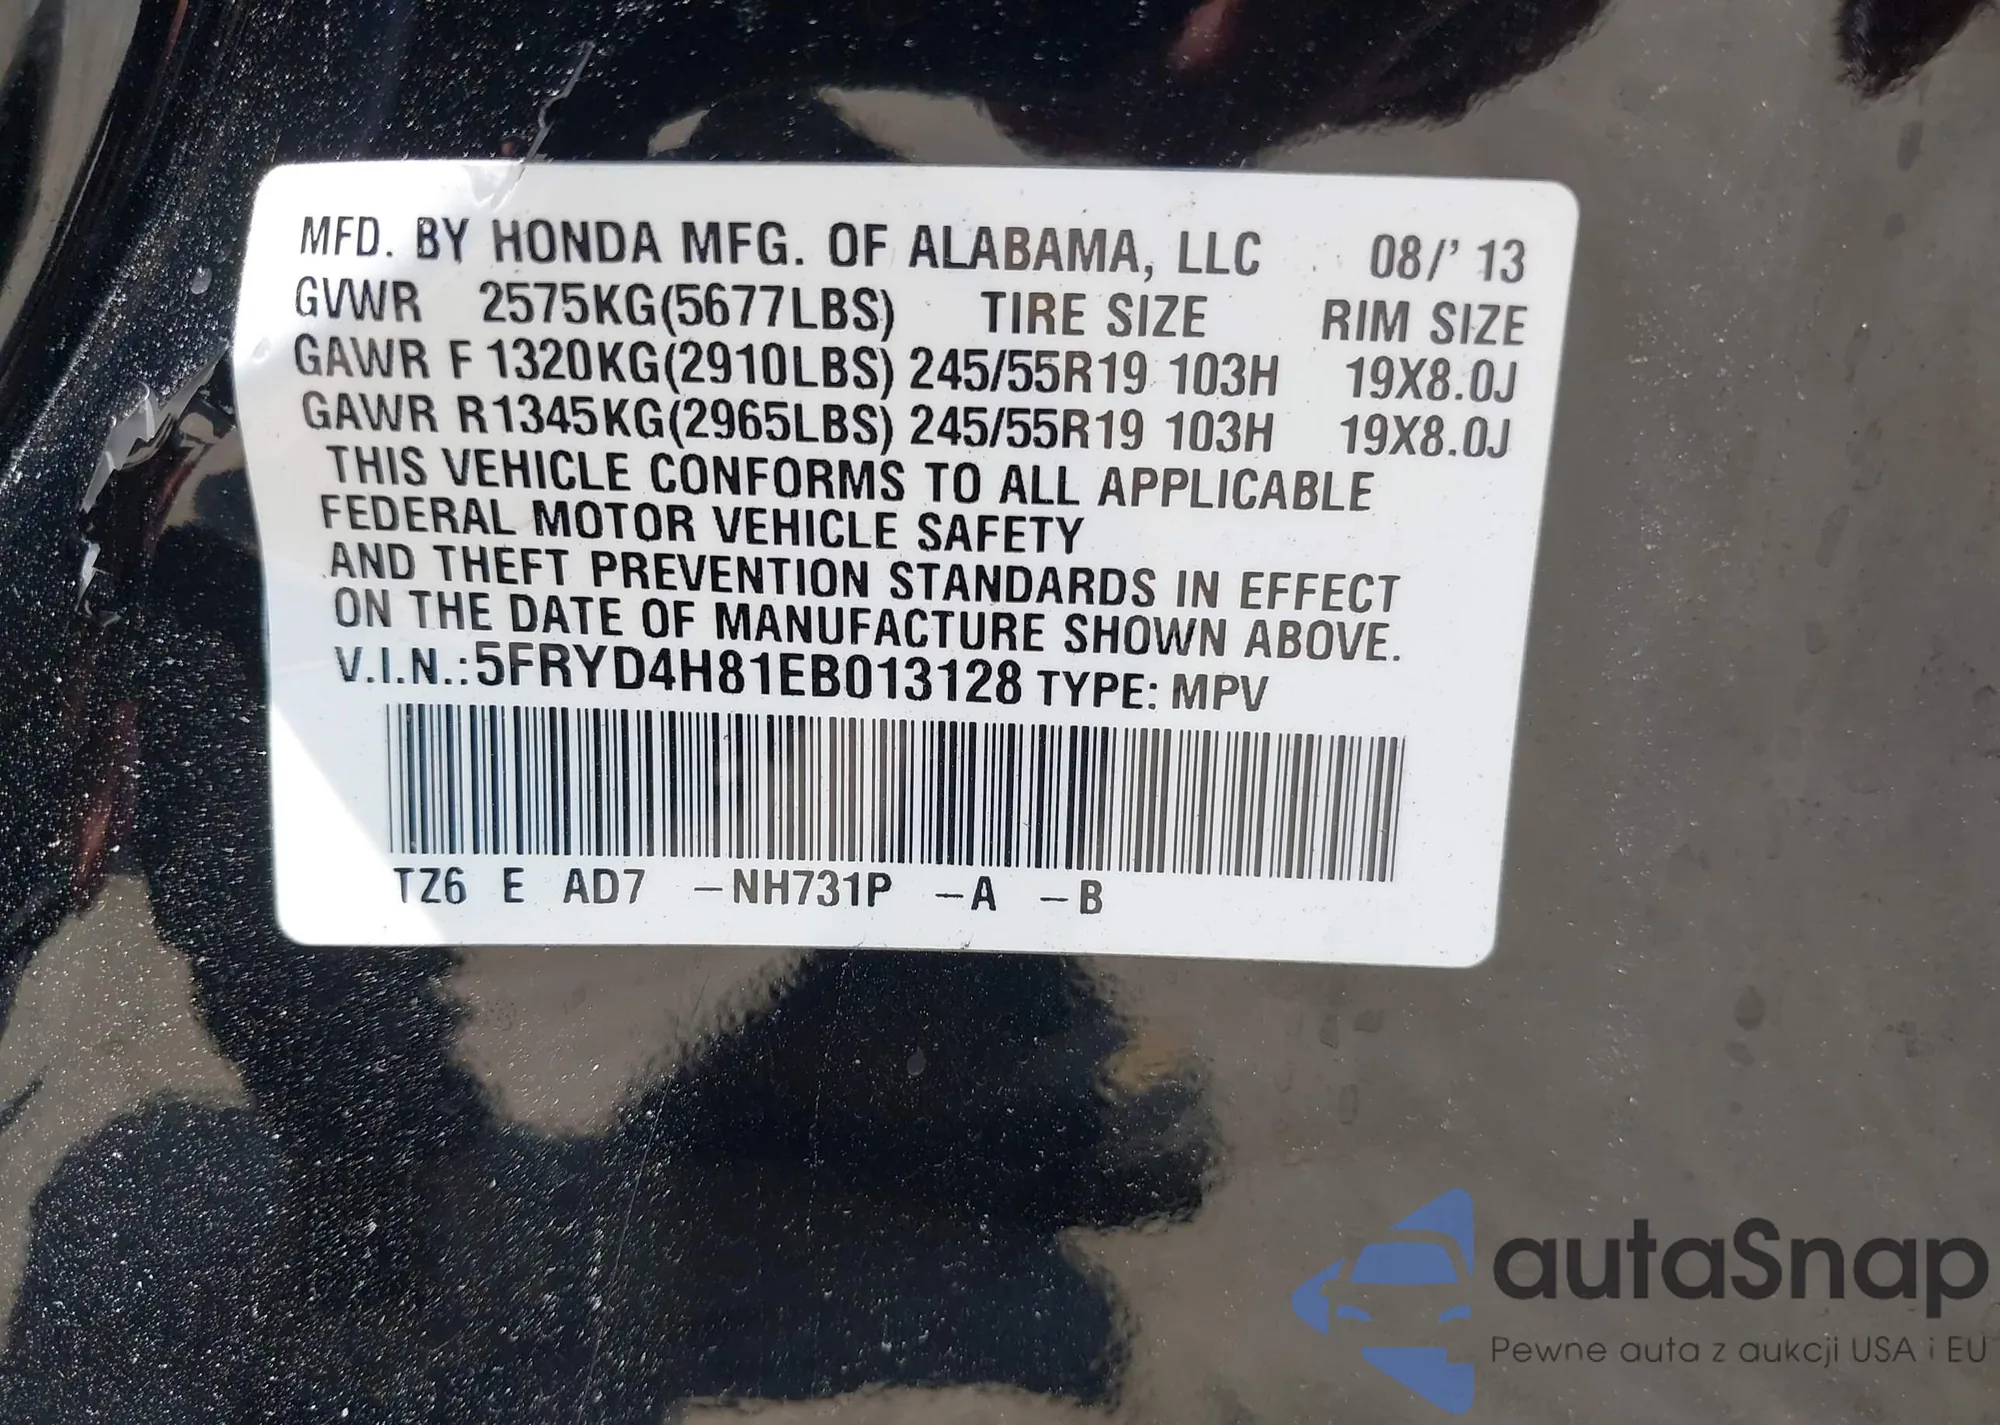 MFD. BY HONDA MFG. OF ALABAMA, LLC 08/' 13
GVWR 2575KG(5677LBS) TIRE SIZE RIM SIZE
GAWR F 1320KG(2910LBS) 245/55R19 103H 19X8.0J
GAWR R1345KG(2965LBS) 245/55R19 103H 19X8.0J
THIS VEHICLE CONFORMS TO ALL APPLICABLE
FEDERAL MOTOR VEHICLE SAFETY
AND THEFT PREVENTION STANDARDS IN EFFECT
ON THE DATE OF MANUFACTURE SHOWN ABOVE.
V.I.N.:5FRYD4H81EB013128 TYPE: MPV
TZ6 E AD7 -NH731P -A -B
autaSnap
Pewne auta z aukcji USA i EU